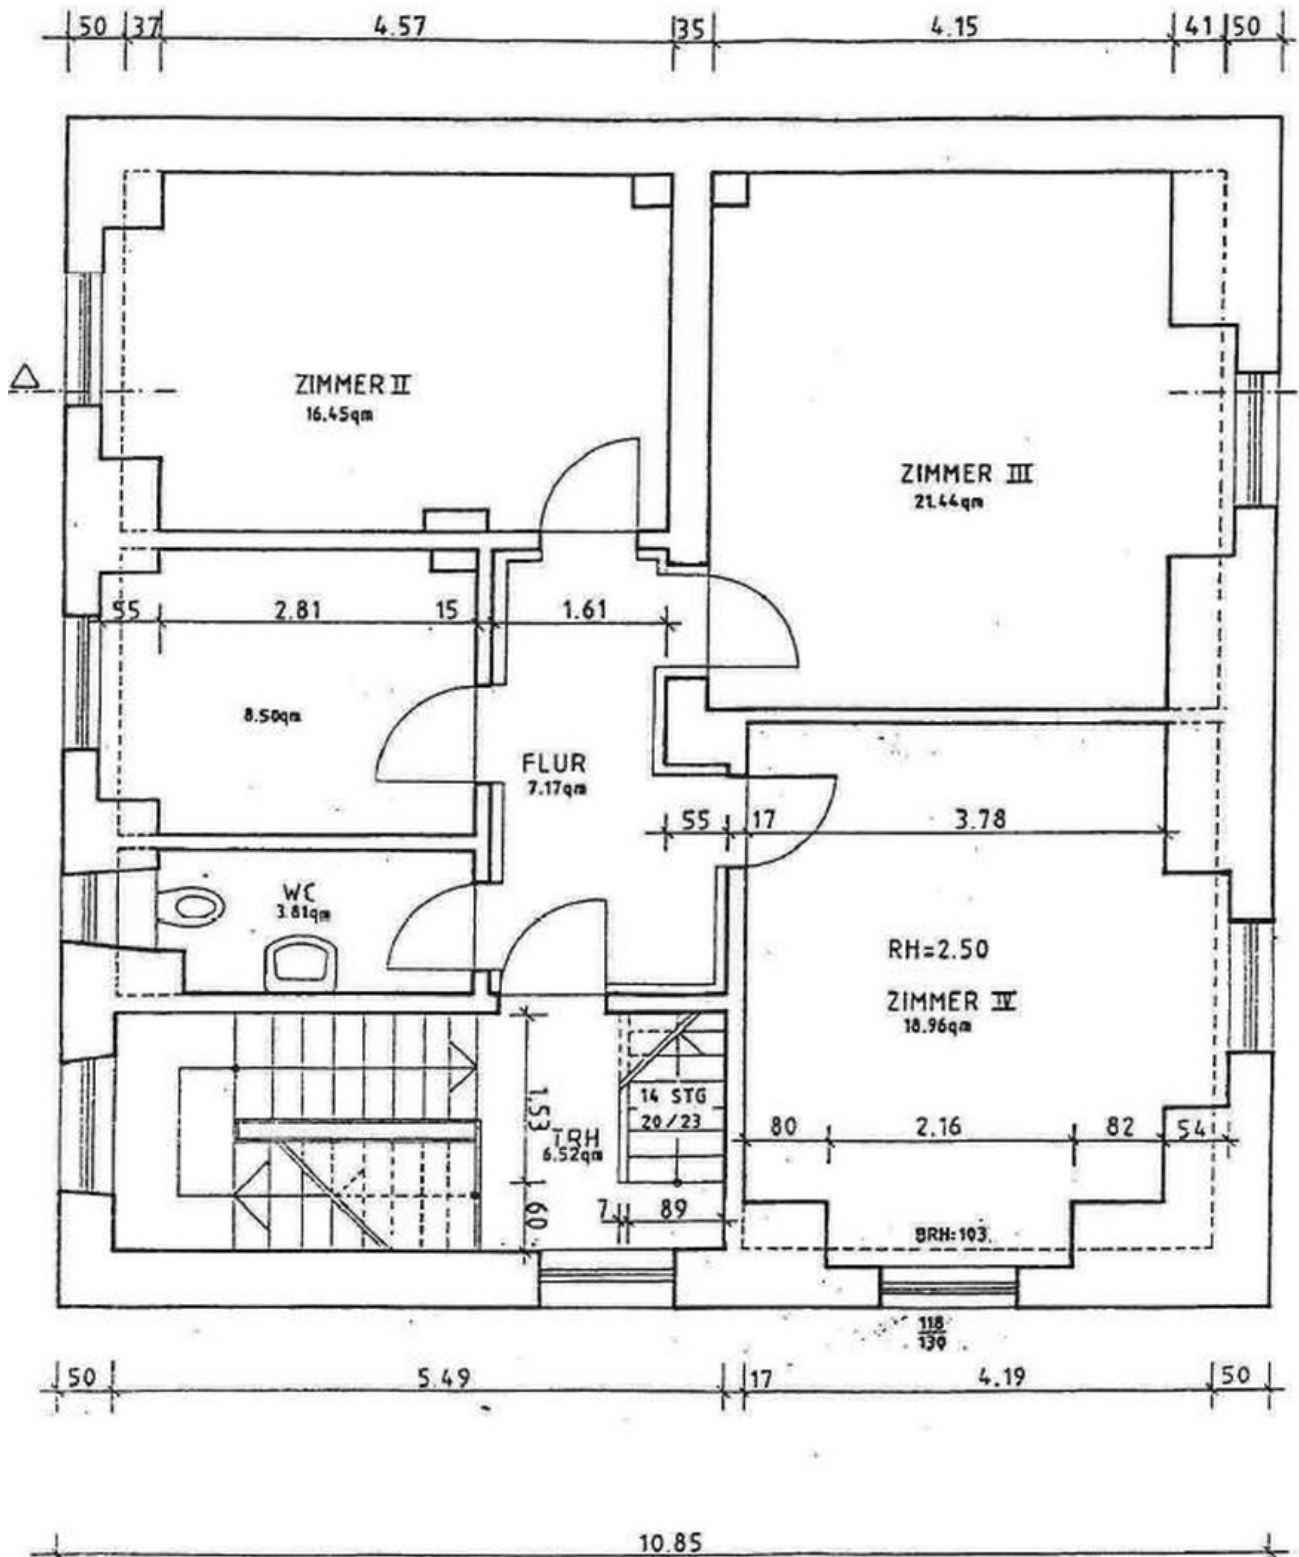 50 37 4.57 35 4.15 41 50
ZIMMER II
16.45qm
ZIMMER III
21.44qm
55 2.81 15 1.61
8.50qm
FLUR
7.17qm
55 17 3.78
WC
3.81qm
RH=2.50
ZIMMER IV
18.96qm
1.53
14 STG
20/23
TRH
6.52qm
80 2.16 82 54
60
7 89
BRH:103
118
130
50 5.49 17 4.19 50
10.85